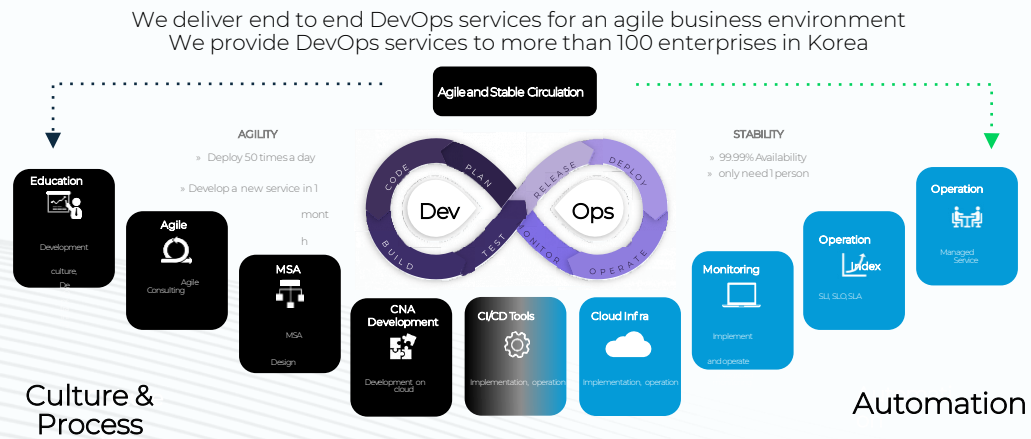 We deliver end to end DevOps services for an agile business environment
We provide DevOps services to more than 100 enterprises in Korea
Agile and Stable Circulation
AGILITY
» Deploy 50 times a day
» Develop a new service in 1
mont
h
STABILITY
» 99.99% Availability
» only need 1 person
CODE
PLAN
BUILD
TEST
Dev
RELEASE
DEPLOY
MONITOR
OPERATE
Ops
Education
Development
culture,
De
Agile
Agile
Consulting
MSA
MSA
Design
CNA
Development
Development on
cloud
CI/CD Tools
Implementation, operation
Cloud Infra
Implementation, operation
Monitoring
Implement
and operate
Operation
Index
SLI, SLO, SLA
Operation
Managed
Service
Culture &
Process
Automation